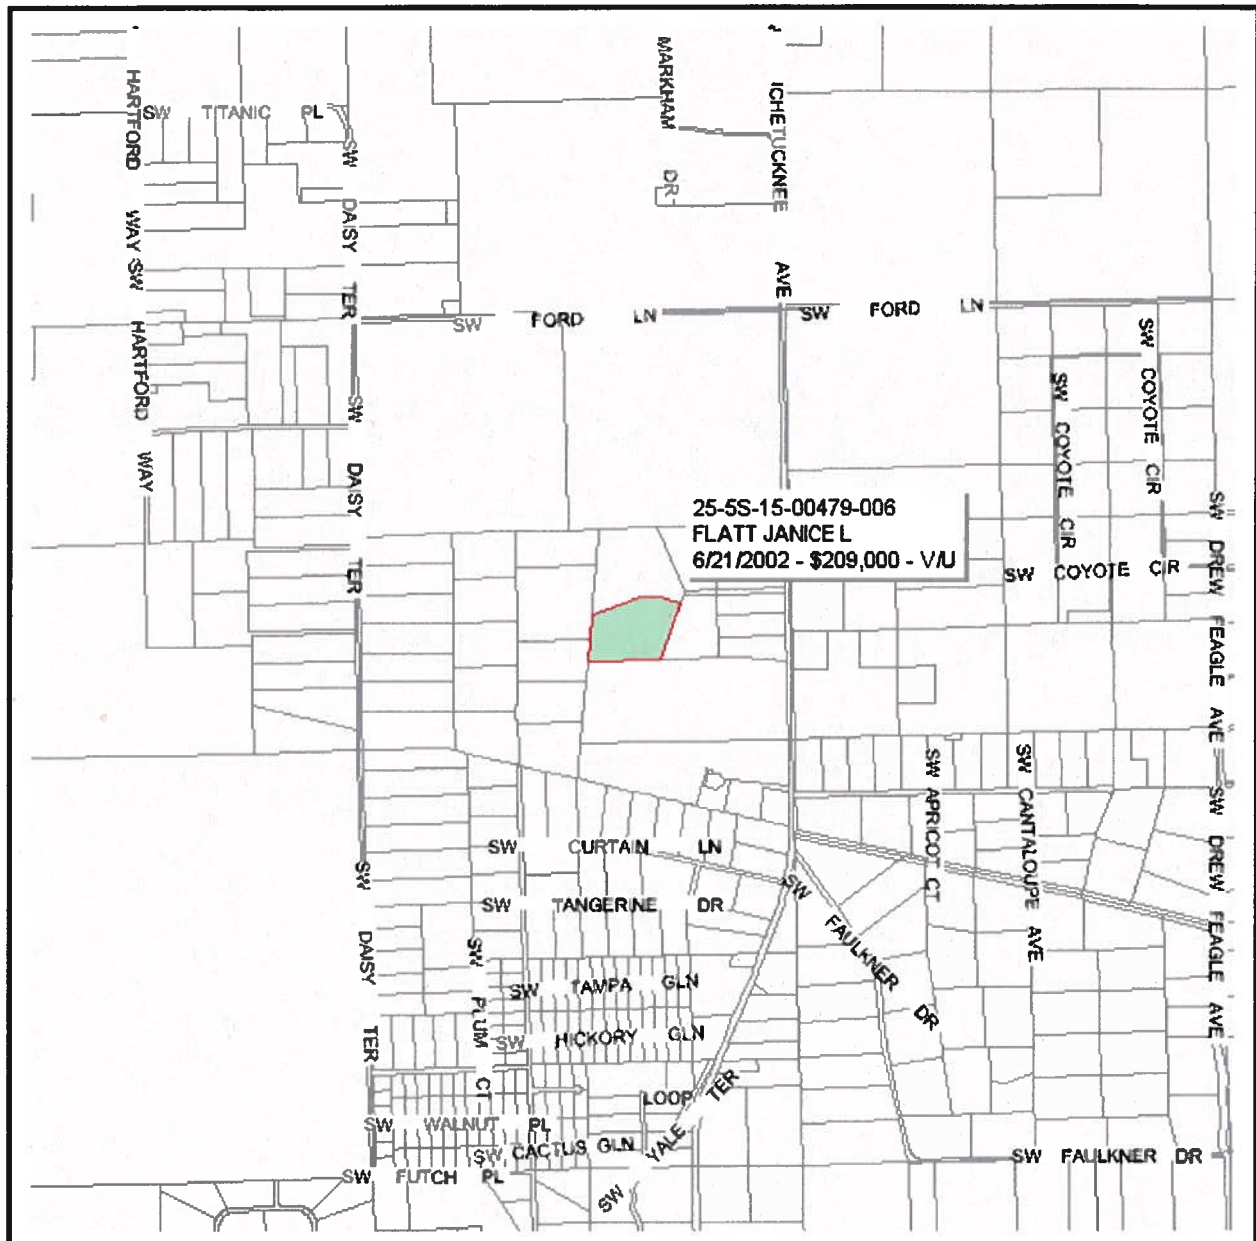 SW TITANIC PL
HARTFORD WAY
SW HARTFORD WAY
SW DAISY TER
SW DAISY TER
MARKHAM DR
ICHETUCKNEE AVE
SW FORD LN
SW FORD LN
SW COYOTE CIR
SW COYOTE CIR
25-5S-15-00479-006
FLATT JANICE L
6/21/2002 - $209,000 - V/U
SW COYOTE CIR
SW DREW FEAGLE AVE
SW DREW FEAGLE AVE
SW APRICOT CT
SW CANTALOUPE AVE
SW CURTAIN LN
SW TANGERINE DR
SW
FAULKNER DR
SW DAISY TER
SW PLUM CT
SW TAMPA GLN
SW HICKORY GLN
LOOP
SW YALE TER
SW WALNUT PL
SW CACTUS GLN
SW FUTCH PL
SW FAULKNER DR